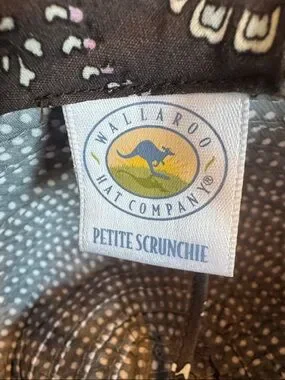 WALLAROO
HAT COMPANY®
PETITE SCRUNCHIE